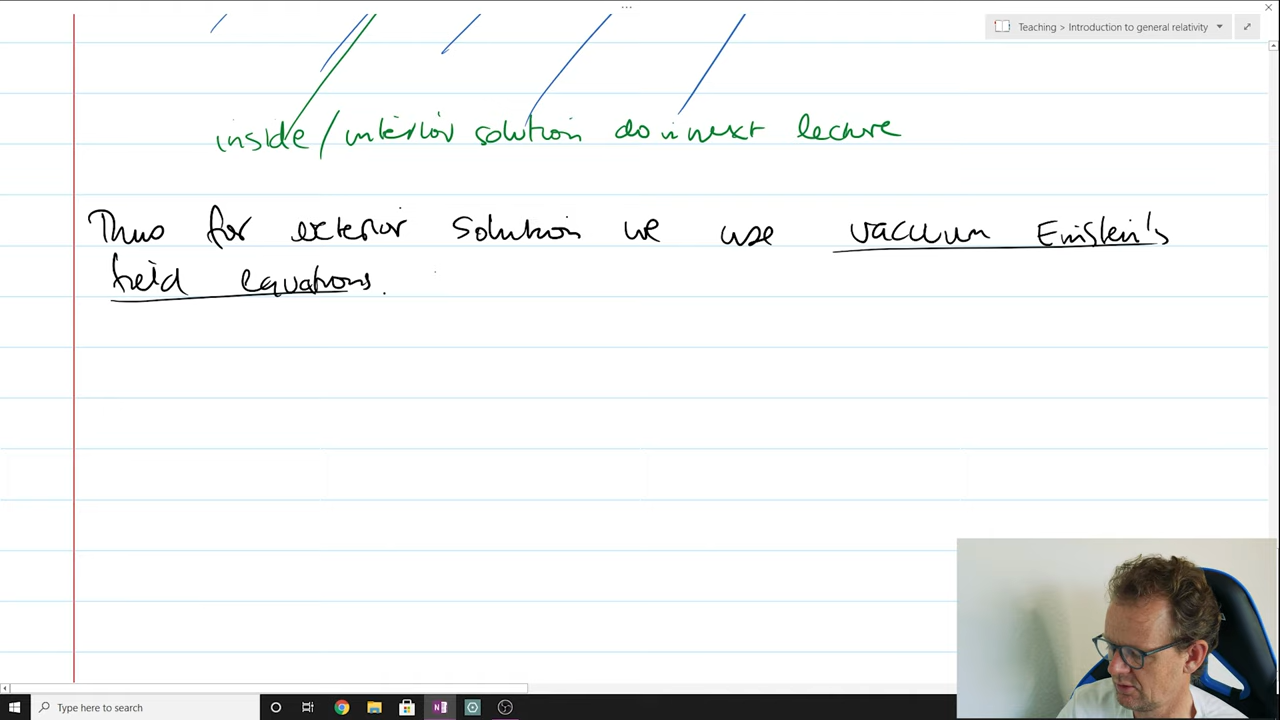 Teaching > Introduction to general relativity
inside/interior solution do in next lecture
Thus for exterior solution we use vacuum Einstein's
field equations.
Type here to search